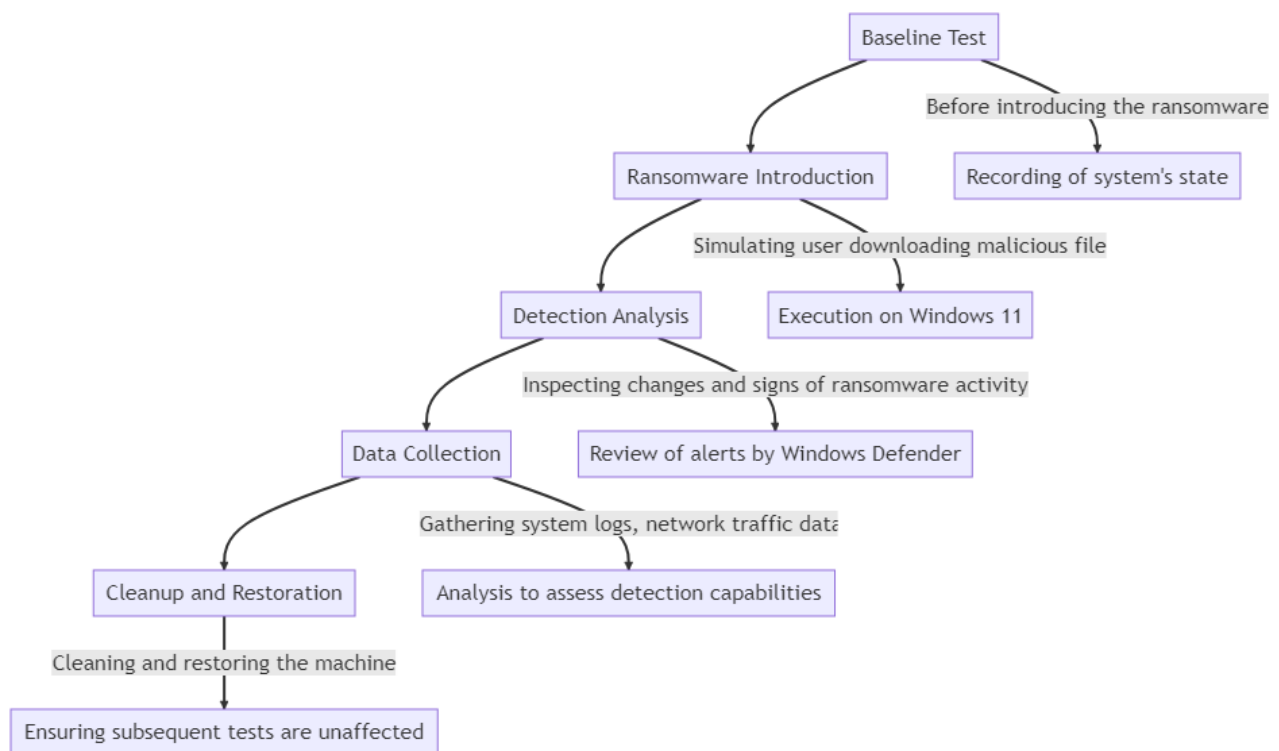 Baseline Test
Before introducing the ransomware
Ransomware Introduction
Recording of system's state
Simulating user downloading malicious file
Detection Analysis
Execution on Windows 11
Inspecting changes and signs of ransomware activity
Data Collection
Review of alerts by Windows Defender
Gathering system logs, network traffic data
Cleanup and Restoration
Analysis to assess detection capabilities
Cleaning and restoring the machine
Ensuring subsequent tests are unaffected